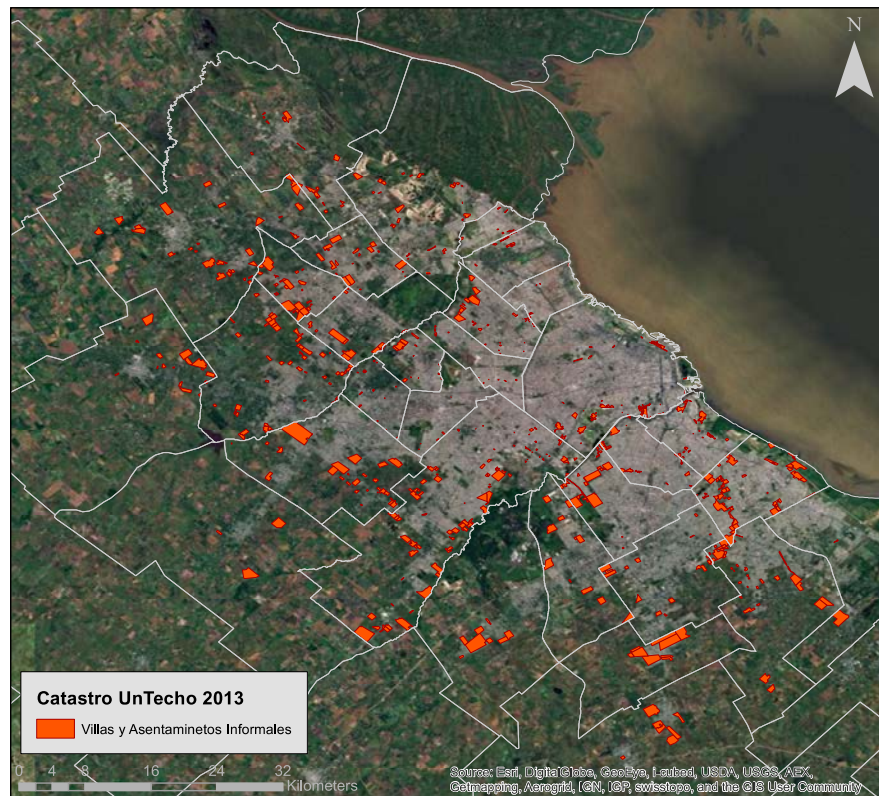 N
Catastro UnTecho 2013
Villas y Asentaminetos Informales
0 4 8 16 24 32
Kilometers
Source: Esri, DigitalGlobe, GeoEye, i-cubed, USDA, USGS, AEX,
Getmapping, Aerogrid, IGN, IGP, swisstopo, and the GIS User Community